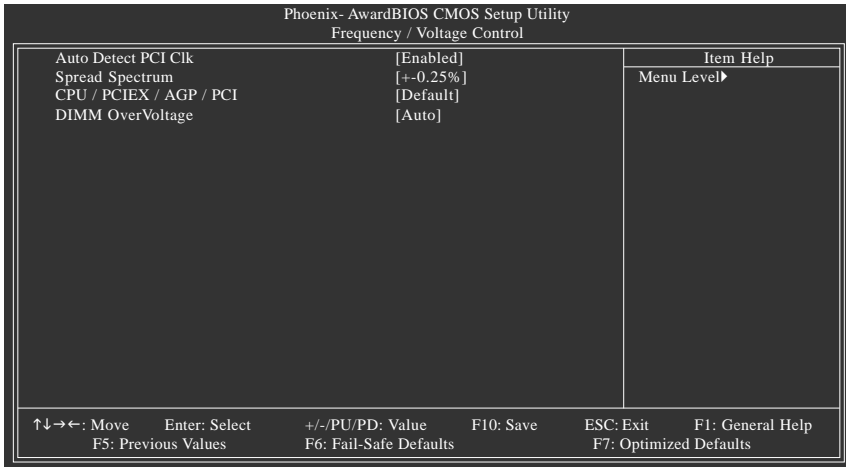 Phoenix- AwardBIOS CMOS Setup Utility
Frequency / Voltage Control
Auto Detect PCI Clk [Enabled]
Spread Spectrum [+-0.25%]
CPU / PCIEX / AGP / PCI [Default]
DIMM OverVoltage [Auto]
Item Help
Menu Level
↑↓→←: Move Enter: Select +/-/PU/PD: Value F10: Save ESC: Exit F1: General Help
F5: Previous Values F6: Fail-Safe Defaults F7: Optimized Defaults